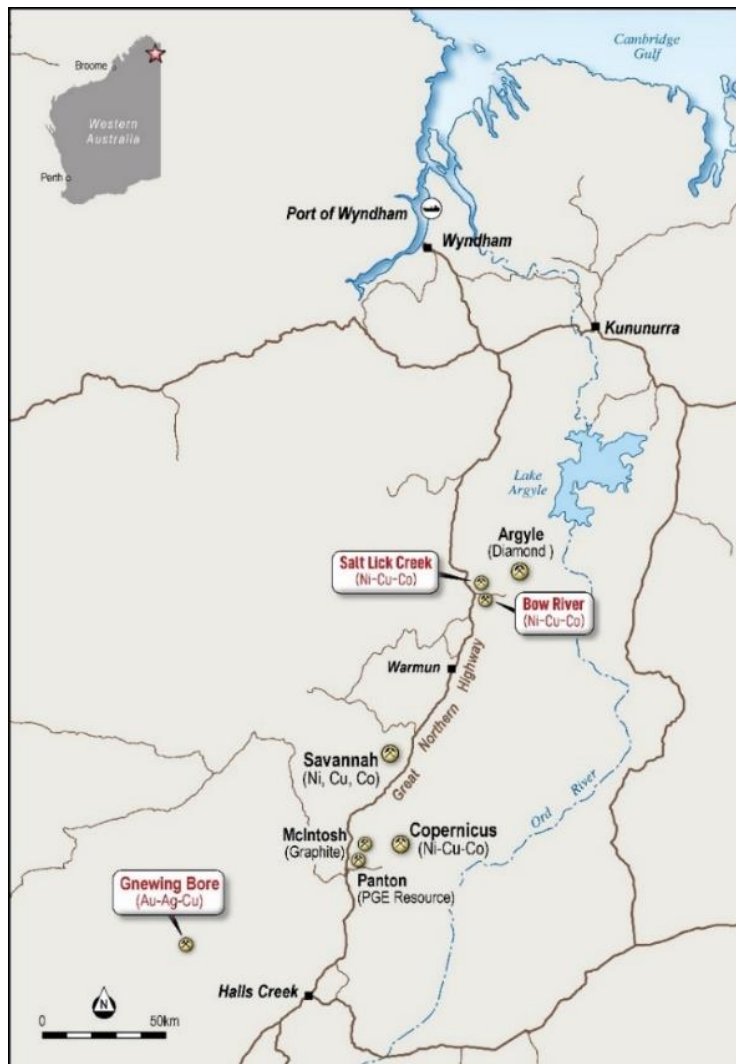 Cambridge
Gulf
Broome
Western
Australia
Perth
Port of Wyndham
Wyndham
Kununurra
Lake
Argyle
Argyle
(Diamond )
Salt Lick Creek
(Ni-Cu-Co)
Bow River
(Ni-Cu-Co)
Warmun
Great Northern Highway
Savannah
(Ni, Cu, Co)
Ord River
McIntosh
(Graphite)
Copernicus
(Ni-Cu-Co)
Panton
(PGE Resource)
Gnewing Bore
(Au-Ag-Cu)
Halls Creek
N
0 50km